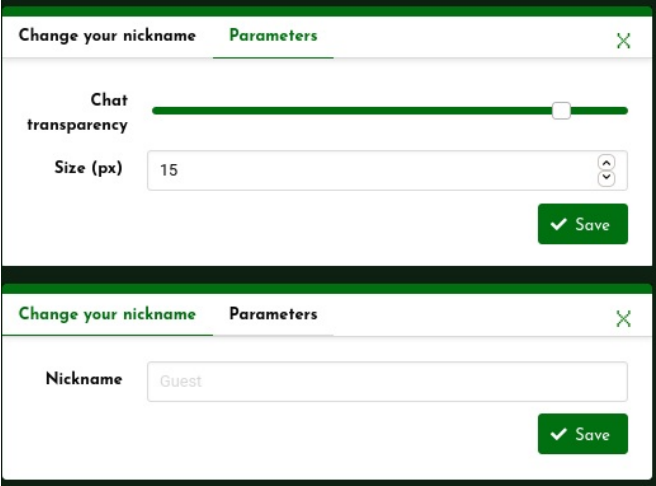 Change your nickname Parameters
Chat
transparency
Size (px) 15
Save
Change your nickname Parameters
Nickname Guest
Save